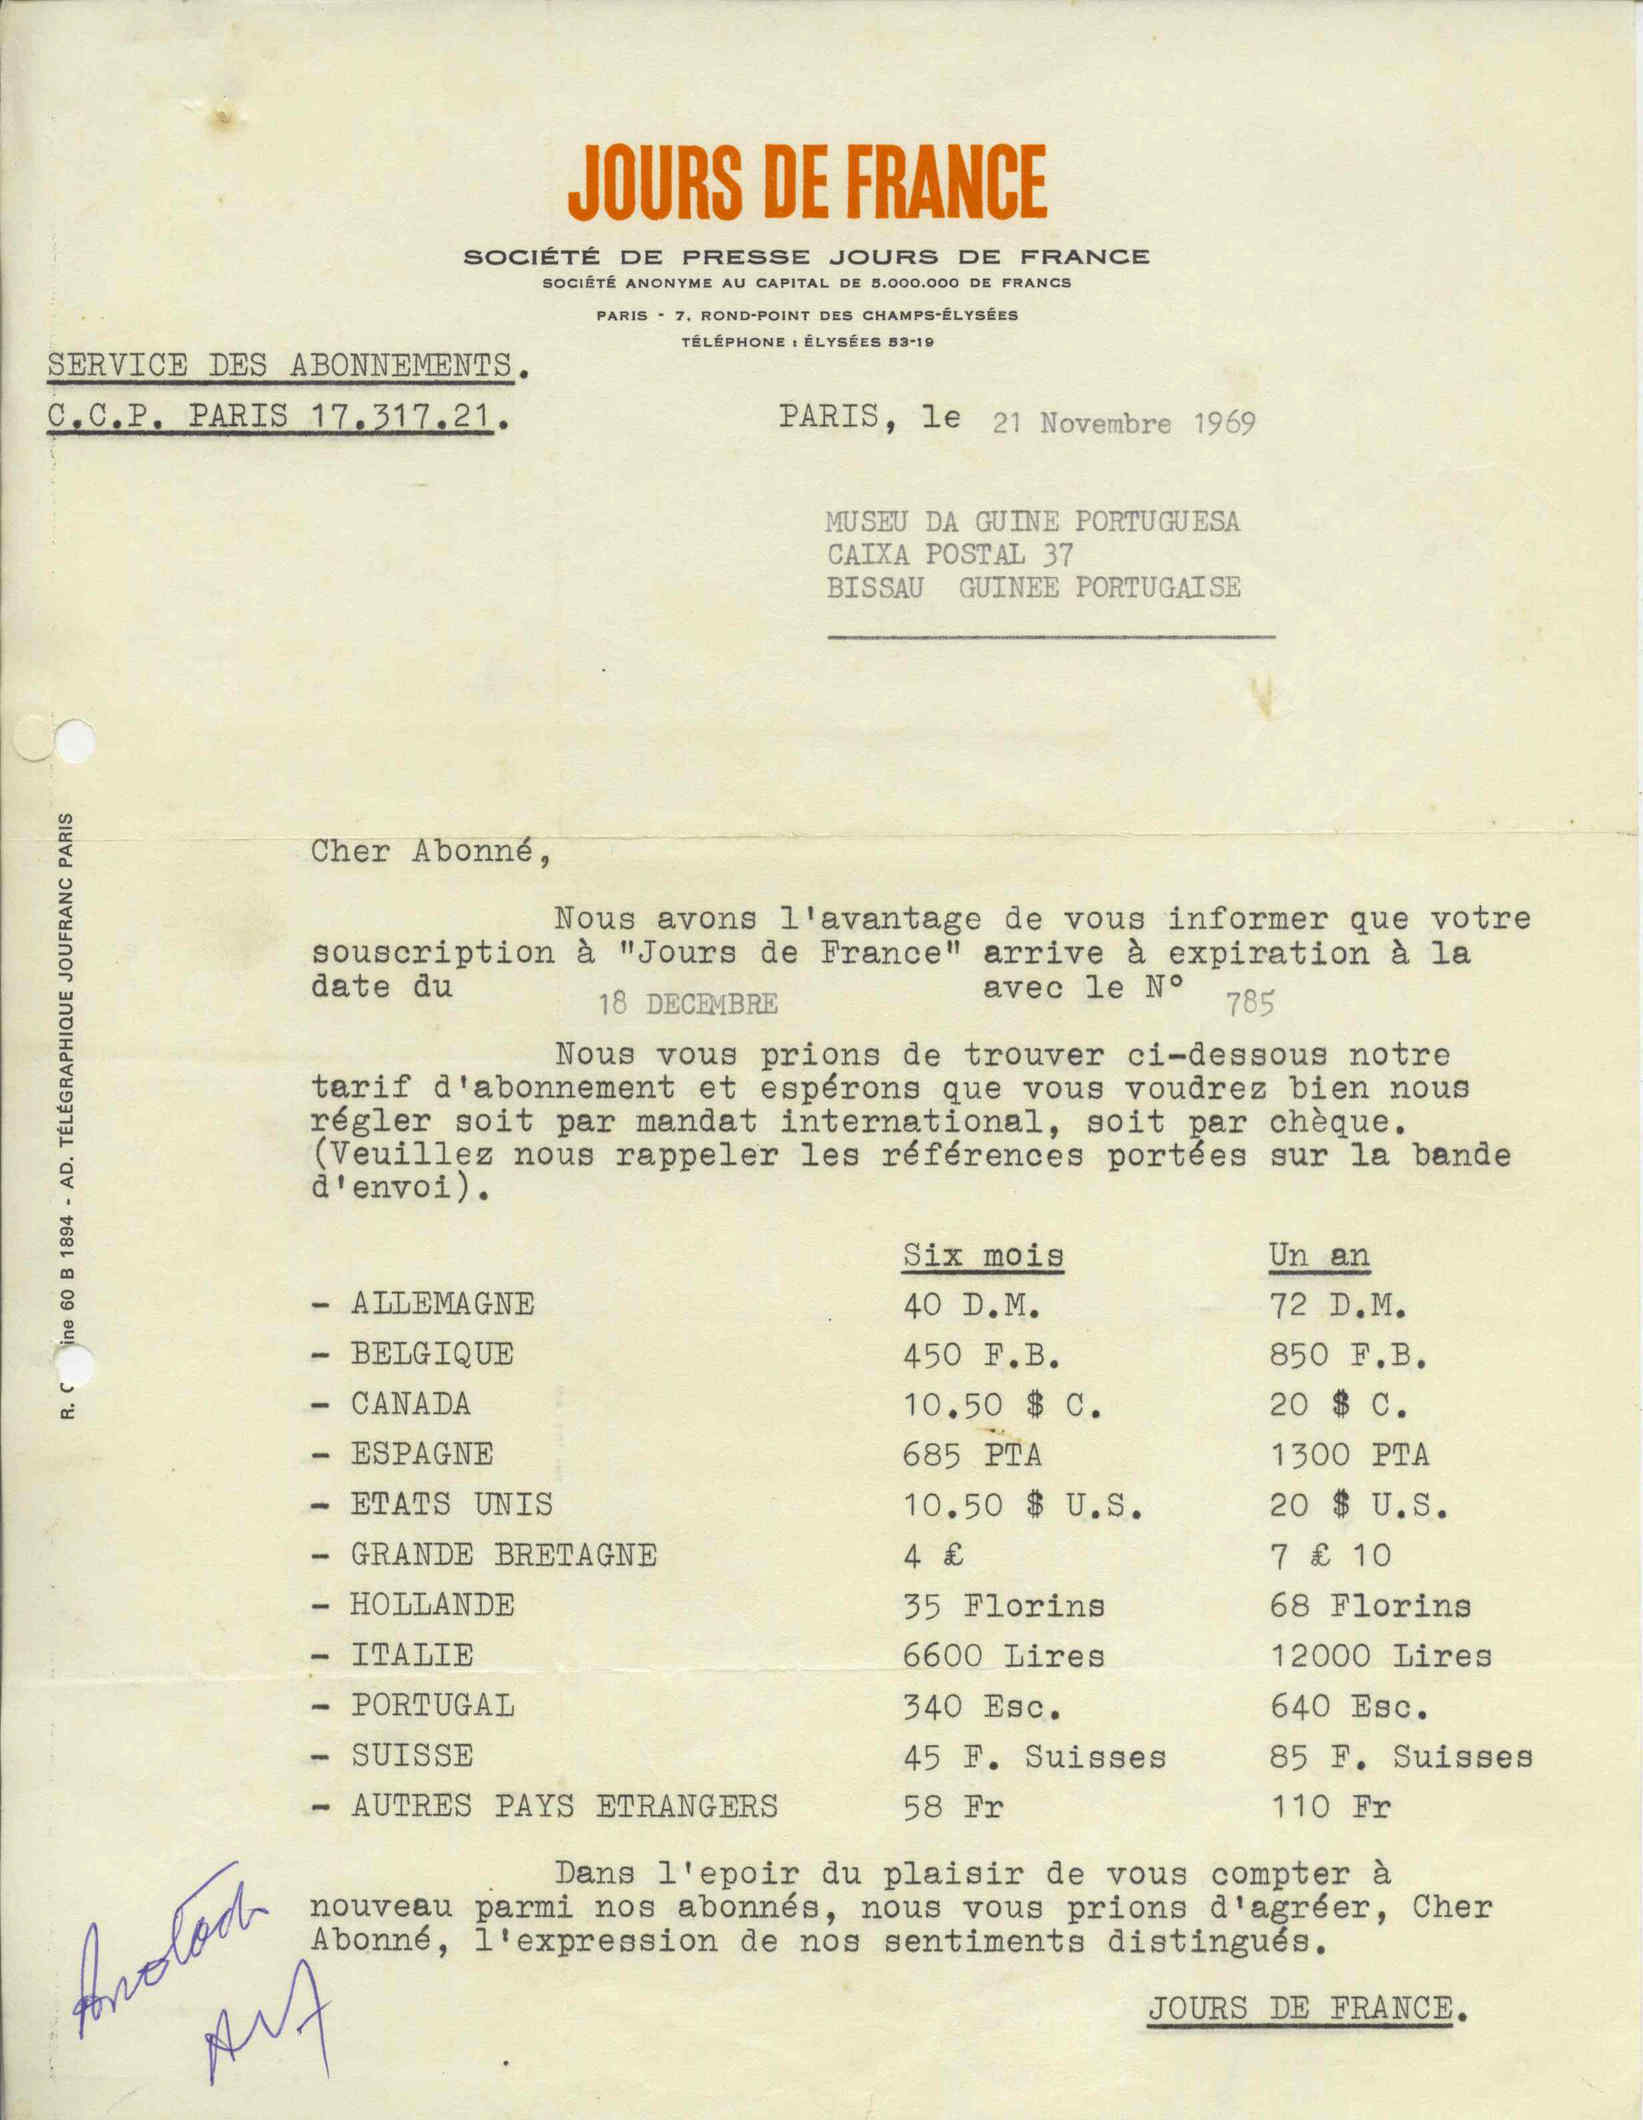 JOURS DE FRANCE
SOCIÉTÉ DE PRESSE JOURS DE FRANCE
SOCIÉTÉ ANONYME AU CAPITAL DE 5.000.000 DE FRANCS
PARIS - 7, ROND-POINT DES CHAMPS-ÉLYSÉES
TÉLÉPHONE : ÉLYSÉES 53-19
SERVICE DES ABONNEMENTS.
C.C.P. PARIS 17.317.21.
PARIS, le 21 Novembre 1969
MUSEU DA GUINE PORTUGUESA
CAIXA POSTAL 37
BISSAU GUINEE PORTUGAISE
Cher Abonné,
Nous avons l'avantage de vous informer que votre
souscription à "Jours de France" arrive à expiration à la
date du 18 DECEMBRE avec le N° 785
Nous vous prions de trouver ci-dessous notre
tarif d'abonnement et espérons que vous voudrez bien nous
régler soit par mandat international, soit par chèque.
(Veuillez nous rappeler les références portées sur la bande
d'envoi).
Six mois Un an
- ALLEMAGNE 40 D.M. 72 D.M.
- BELGIQUE 450 F.B. 850 F.B.
- CANADA 10.50 $ C. 20 $ C.
- ESPAGNE 685 PTA 1300 PTA
- ETATS UNIS 10.50 $ U.S. 20 $ U.S.
- GRANDE BRETAGNE 4 £ 7 £ 10
- HOLLANDE 35 Florins 68 Florins
- ITALIE 6600 Lires 12000 Lires
- PORTUGAL 340 Esc. 640 Esc.
- SUISSE 45 F. Suisses 85 F. Suisses
- AUTRES PAYS ETRANGERS 58 Fr 110 Fr
Dans l'epoir du plaisir de vous compter à
nouveau parmi nos abonnés, nous vous prions d'agréer, Cher
Abonné, l'expression de nos sentiments distingués.
JOURS DE FRANCE.
R. 60 B 1894 - AD. TÉLÉGRAPHIQUE JOUFRANC PARIS